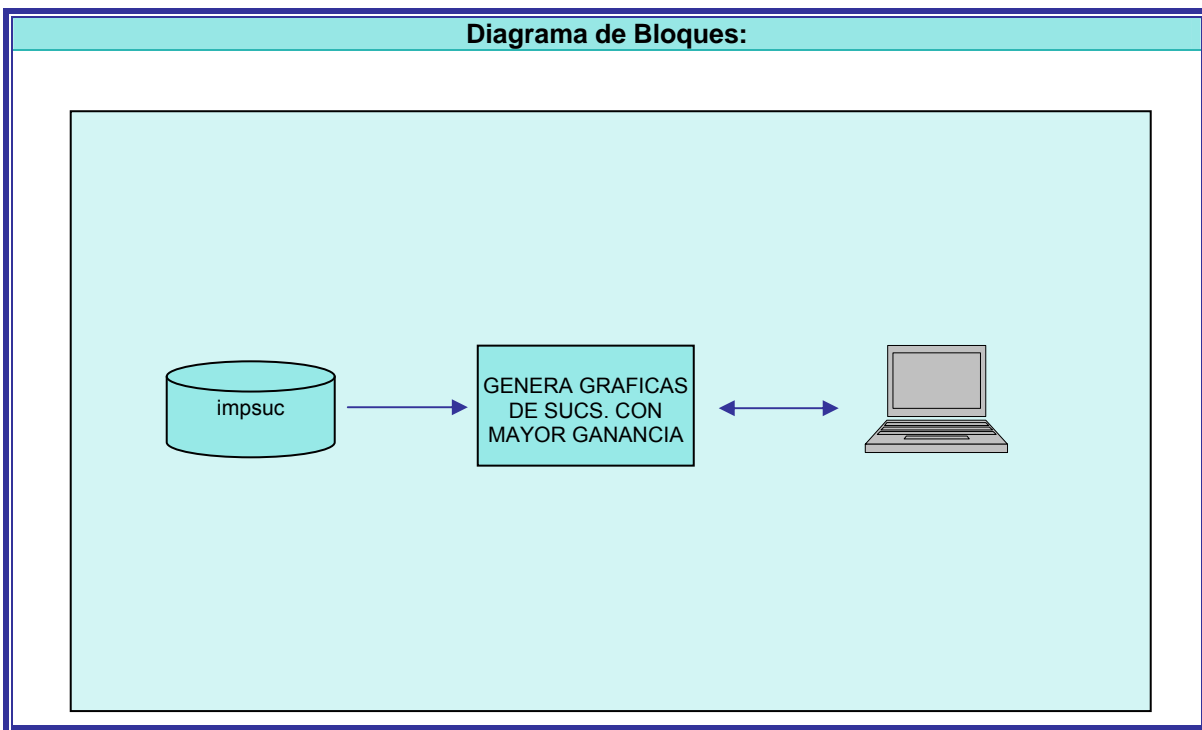 Diagrama de Bloques:
impsuc
GENERA GRAFICAS
DE SUCS. CON
MAYOR GANANCIA